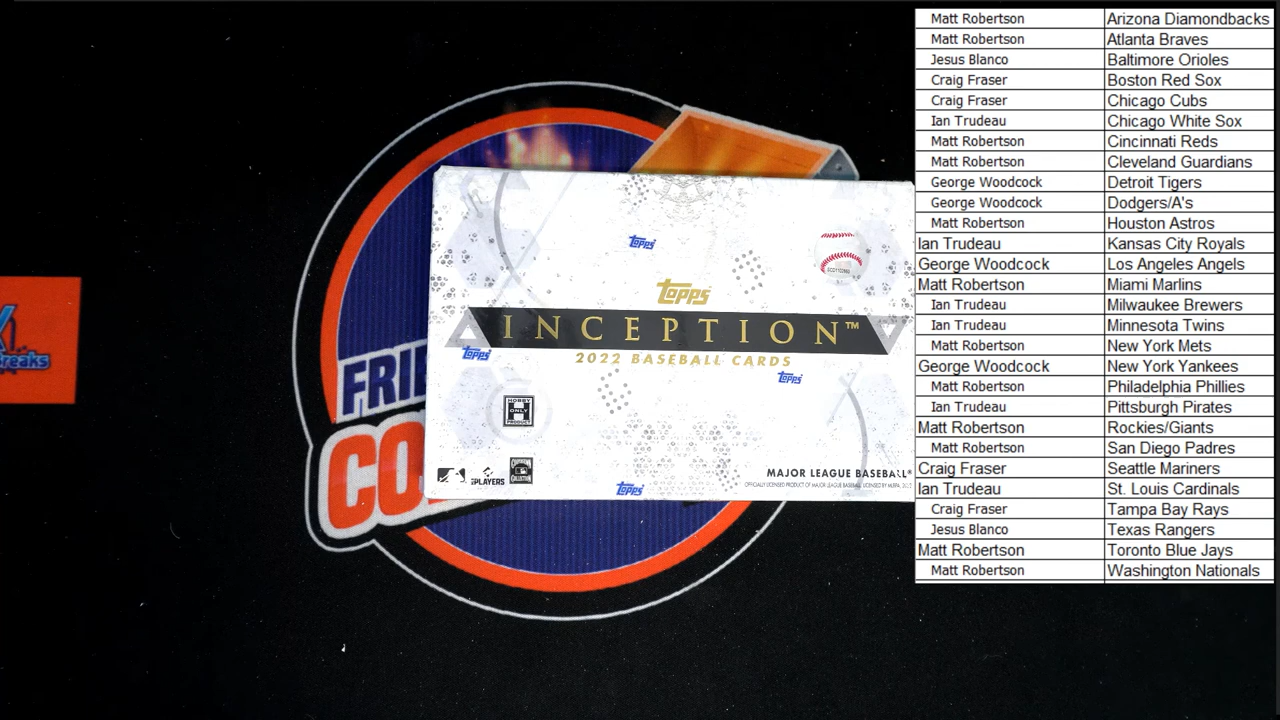 Matt Robertson Arizona Diamondbacks
Matt Robertson Atlanta Braves
Jesus Blanco Baltimore Orioles
Craig Fraser Boston Red Sox
Craig Fraser Chicago Cubs
Ian Trudeau Chicago White Sox
Matt Robertson Cincinnati Reds
Matt Robertson Cleveland Guardians
George Woodcock Detroit Tigers
George Woodcock Dodgers/A's
Matt Robertson Houston Astros
Ian Trudeau Kansas City Royals
George Woodcock Los Angeles Angels
Matt Robertson Miami Marlins
Ian Trudeau Milwaukee Brewers
Ian Trudeau Minnesota Twins
Matt Robertson New York Mets
George Woodcock New York Yankees
Matt Robertson Philadelphia Phillies
Ian Trudeau Pittsburgh Pirates
Matt Robertson Rockies/Giants
Matt Robertson San Diego Padres
Craig Fraser Seattle Mariners
Ian Trudeau St. Louis Cardinals
Craig Fraser Tampa Bay Rays
Jesus Blanco Texas Rangers
Matt Robertson Toronto Blue Jays
Matt Robertson Washington Nationals
Topps
Topps
INCEPTION™
2022 BASEBALL CARDS
Topps
Topps
HOBBY
ONLY
PRODUCT
PLAYERS
MAJOR LEAGUE BASEBALL
Topps
FRI
CO
Breaks